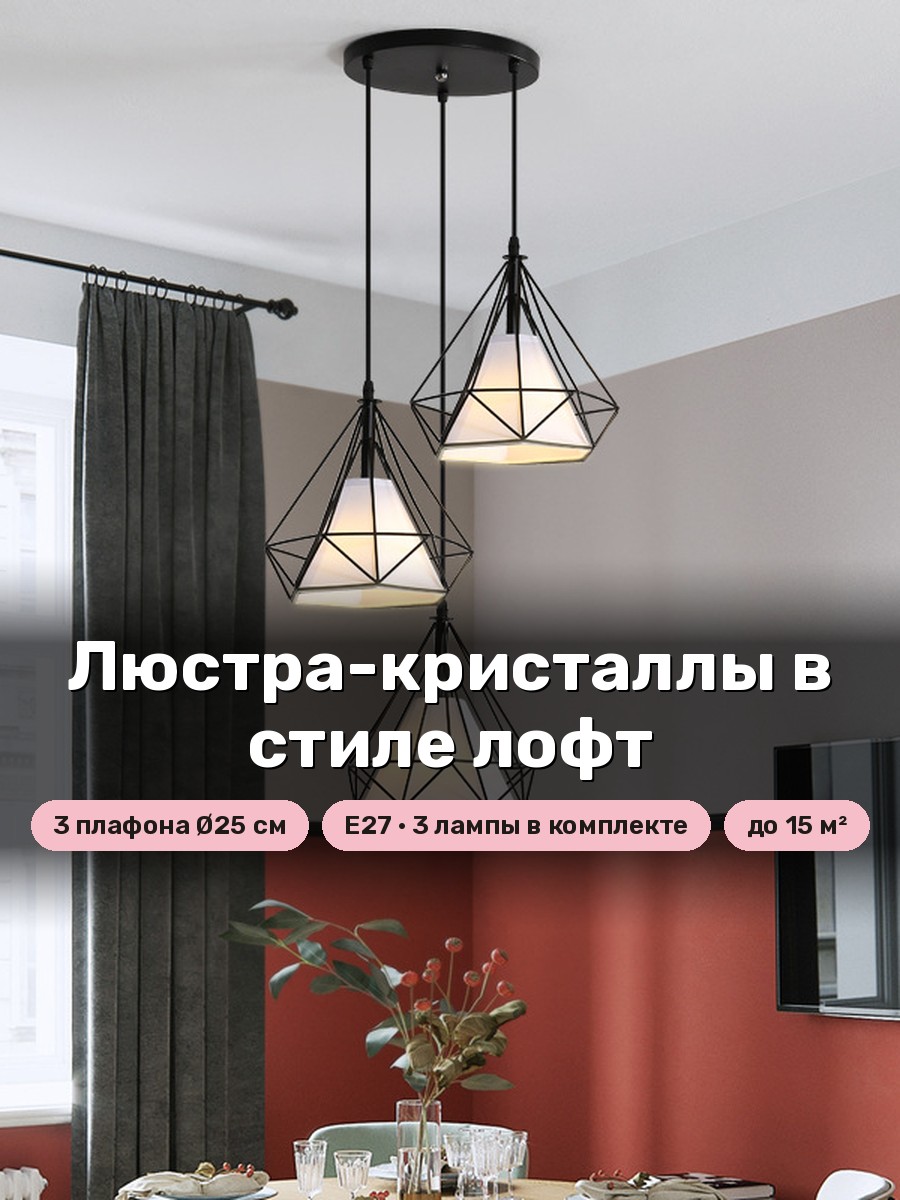 Люстра-кристаллы в
стиле лофт
3 плафона Ø25 см
E27 • 3 лампы в комплекте
до 15 м²